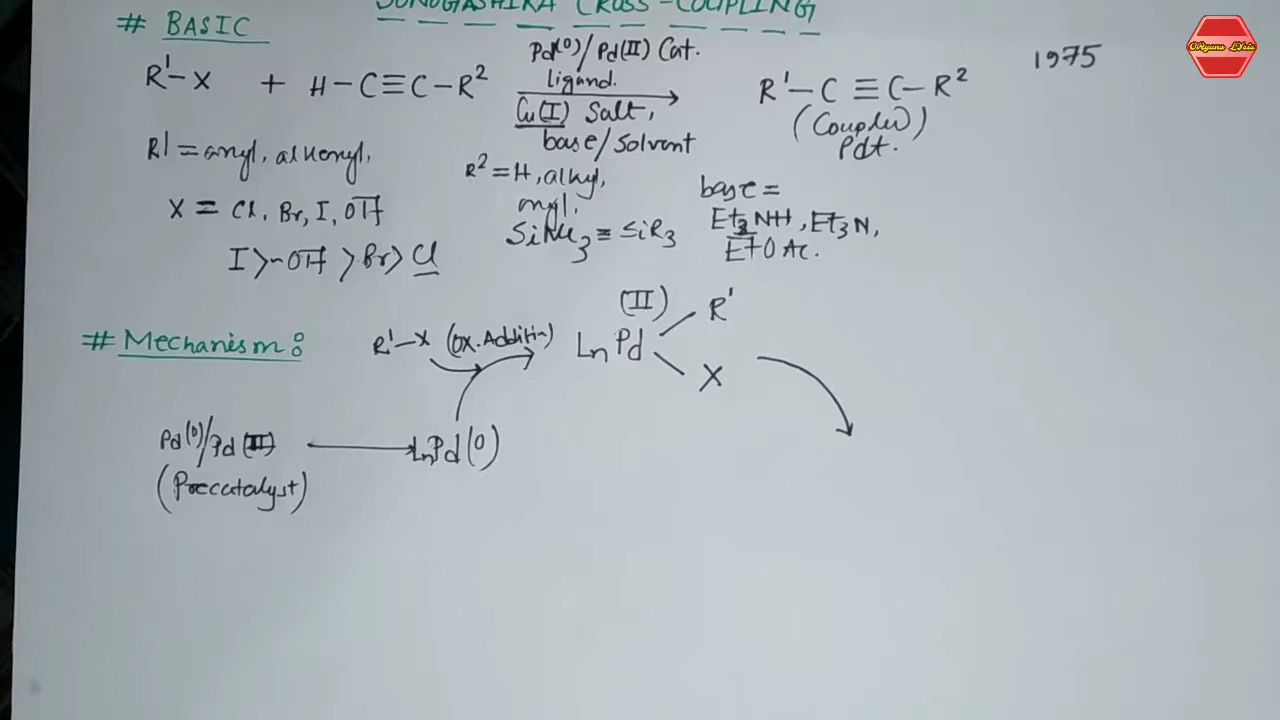 SONOGASHIRA CROSS-COUPLING
# BASIC
1975
R¹-X + H-C≡C-R²
Pd(0)/Pd(II) Cat.
ligand.
Cu(I) Salt,
base/Solvent
R¹-C≡C-R²
(Coupled)
Pdt.
R¹ = aryl, alkenyl,
X = Cl, Br, I, OTf
I >~ OTf > Br > Cl
R² = H, alkyl,
aryl,
SiMe₃ ≡ SiR₃
base =
Et₂NH, Et₃N,
EtOAc.
# Mechanism:
R¹-X (Ox. Additin)
(II)
LnPd
R¹
X
Pd(0)/Pd(II)
(Precatalyst)
LnPd(0)